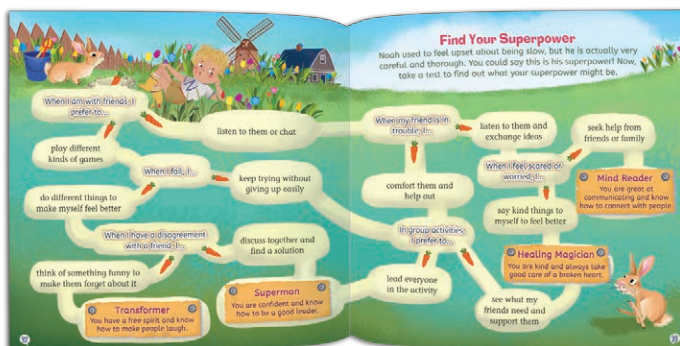 Find Your Superpower
Noah used to feel upset about being slow, but he is actually very
careful and thorough. You could say this is his superpower! Now,
take a test to find out what your superpower might be.
When I am with friends, I
prefer to...
listen to them or chat
play different
kinds of games
When I fail, I...
keep trying without
giving up easily
do different things to
make myself feel better
When I have a disagreement
with a friend, I...
discuss together and
find a solution
think of something funny to
make them forget about it
Transformer
You have a free spirit and know
how to make people laugh.
Superman
You are confident and know
how to be a good leader.
When my friend is in
trouble, I...
listen to them and
exchange ideas
seek help from
friends or family
When I feel scared or
worried, I...
Mind Reader
You are great at
communicating and know
how to connect with people.
comfort them and
help out
say kind things to
myself to feel better
In group activities,
I prefer to...
Healing Magician
You are kind and always take
good care of a broken heart.
lead everyone
in the activity
see what my
friends need and
support them